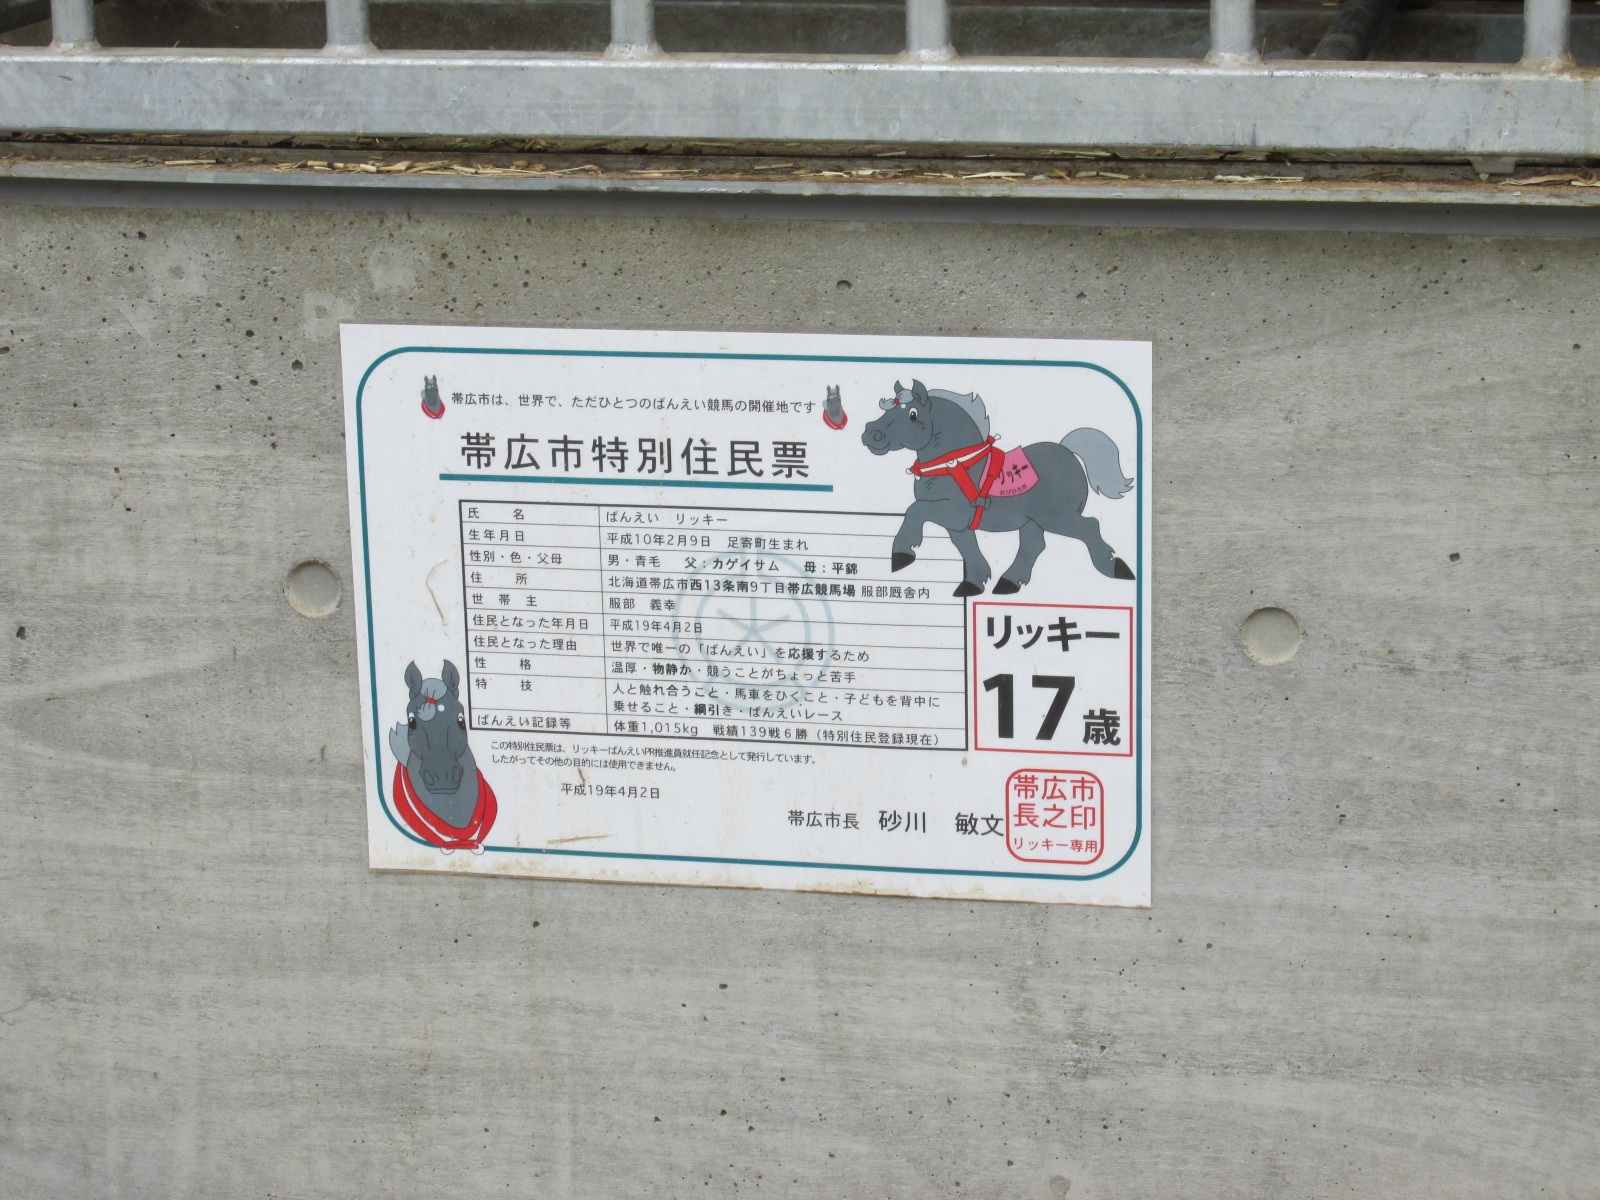 帯広市は、世界で、ただひとつのばんえい競馬の開催地です
帯広市特別住民票
氏 名 ばんえい リッキー
生年月日 平成10年2月9日 足寄町生まれ
性別・色・父母 男・青毛 父：カゲイサム 母：平錦
住 所 北海道帯広市西13条南9丁目帯広競馬場 服部厩舎内
世 帯 主 服部 義幸
住民となった年月日 平成19年4月2日
住民となった理由 世界で唯一の「ばんえい」を応援するため
性 格 温厚・物静か・競うことがちょっと苦手
特 技 人と触れ合うこと・馬車をひくこと・子どもを背中に
乗せること・綱引き・ばんえいレース
ばんえい記録等 体重1,015kg 戦績139戦6勝（特別住民登録現在）
この特別住民票は、リッキーばんえいPR推進員就任記念として発行しています。
したがってその他の目的には使用できません。
平成19年4月2日
帯広市長 砂川 敏文
リッキー
おびひろ市
リッキー
17歳
帯広市
長之印
リッキー専用